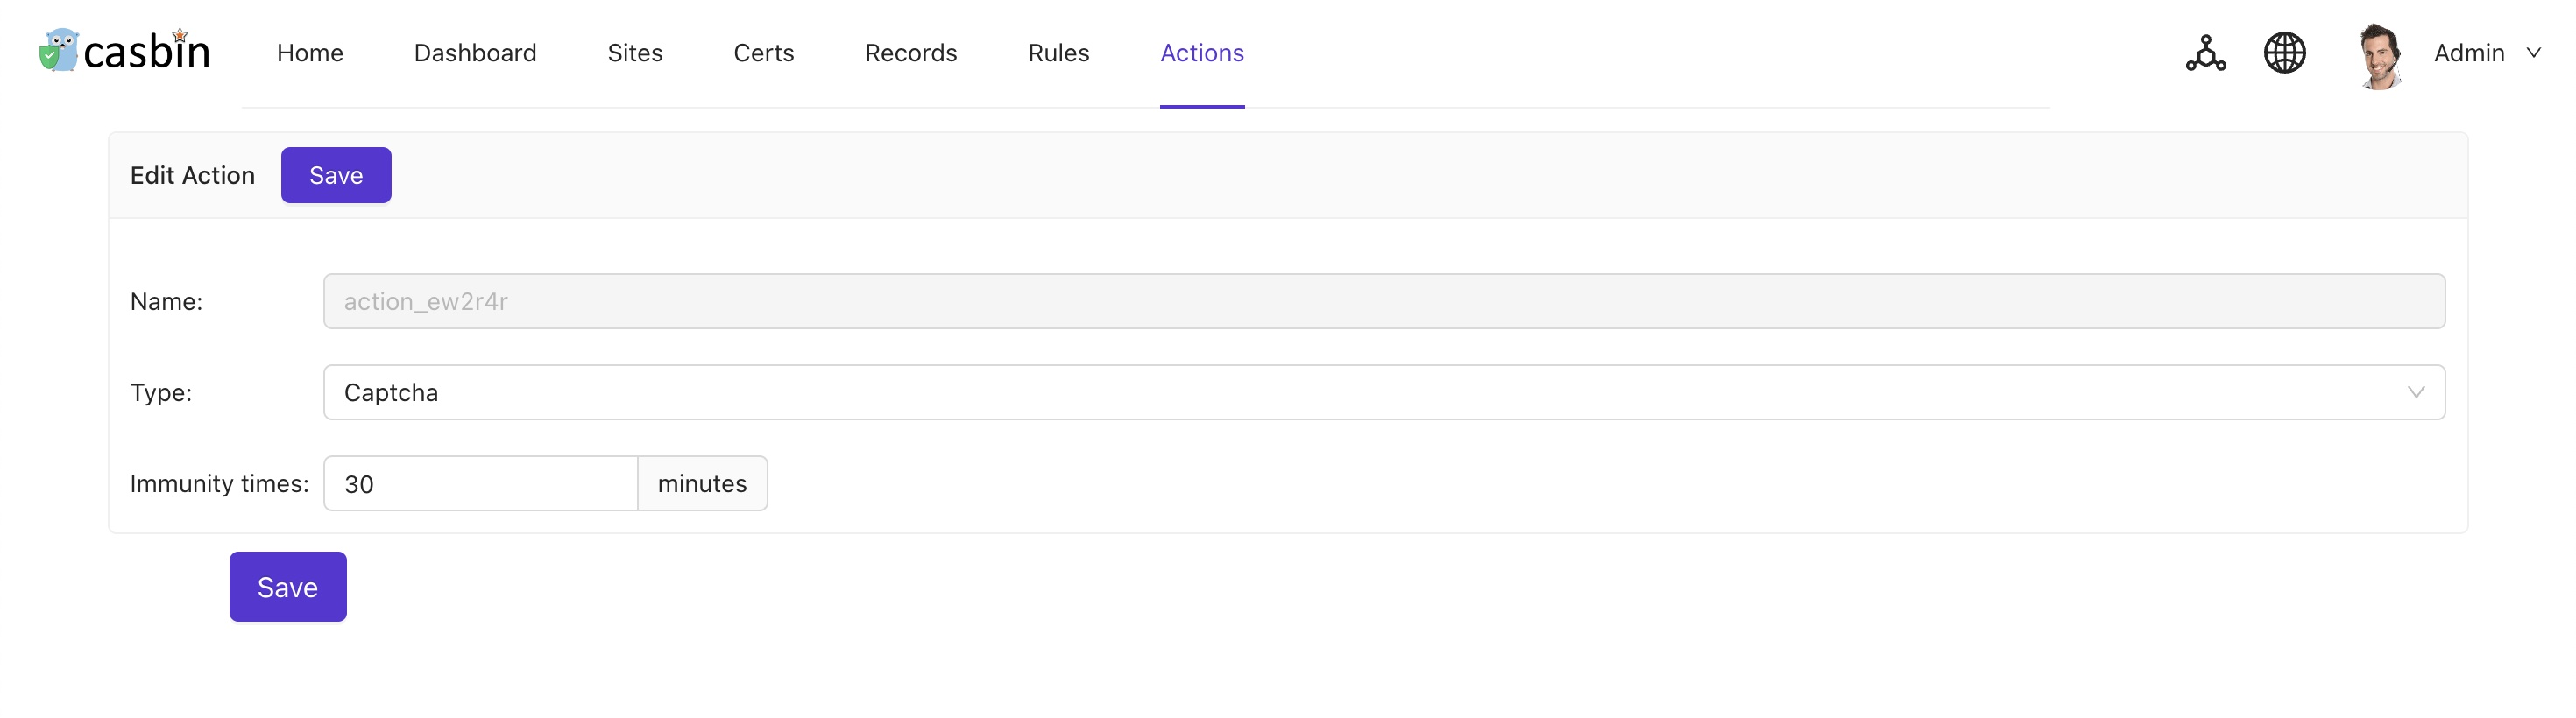 casbin Home Dashboard Sites Certs Records Rules Actions Admin
Edit Action Save
Name: action_ew2r4r
Type: Captcha
Immunity times: 30 minutes
Save